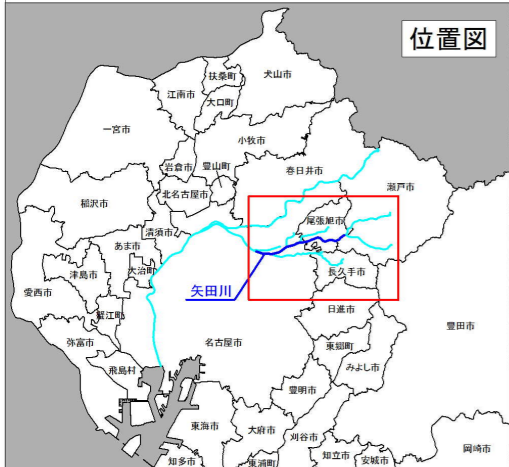 位置図
扶桑町
犬山市
江南市
大口町
一宮市
小牧市
岩倉市
豊山町
春日井市
瀬戸市
北名古屋市
稲沢市
尾張旭市
清須市
あま市
津島市
大治町
長久手市
愛西市
矢田川
蟹江町
日進市
弥富市
名古屋市
豊田市
東郷町
飛島村
みよし市
豊明市
東海市
大府市
刈谷市
岡崎市
知立市
知多市
東浦町
安城市